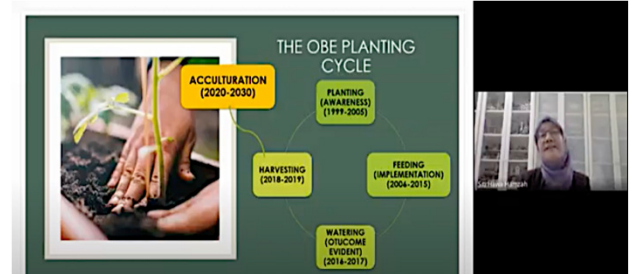 THE OBE PLANTING
CYCLE
ACCULTURATION
(2020-2030)
PLANTING
(AWARENESS)
(1999-2005)
HARVESTING
(2018-2019)
FEEDING
(IMPLEMENTATION)
(2006-2015)
WATERING
(OTUCOME
EVIDENT)
(2016-2017)